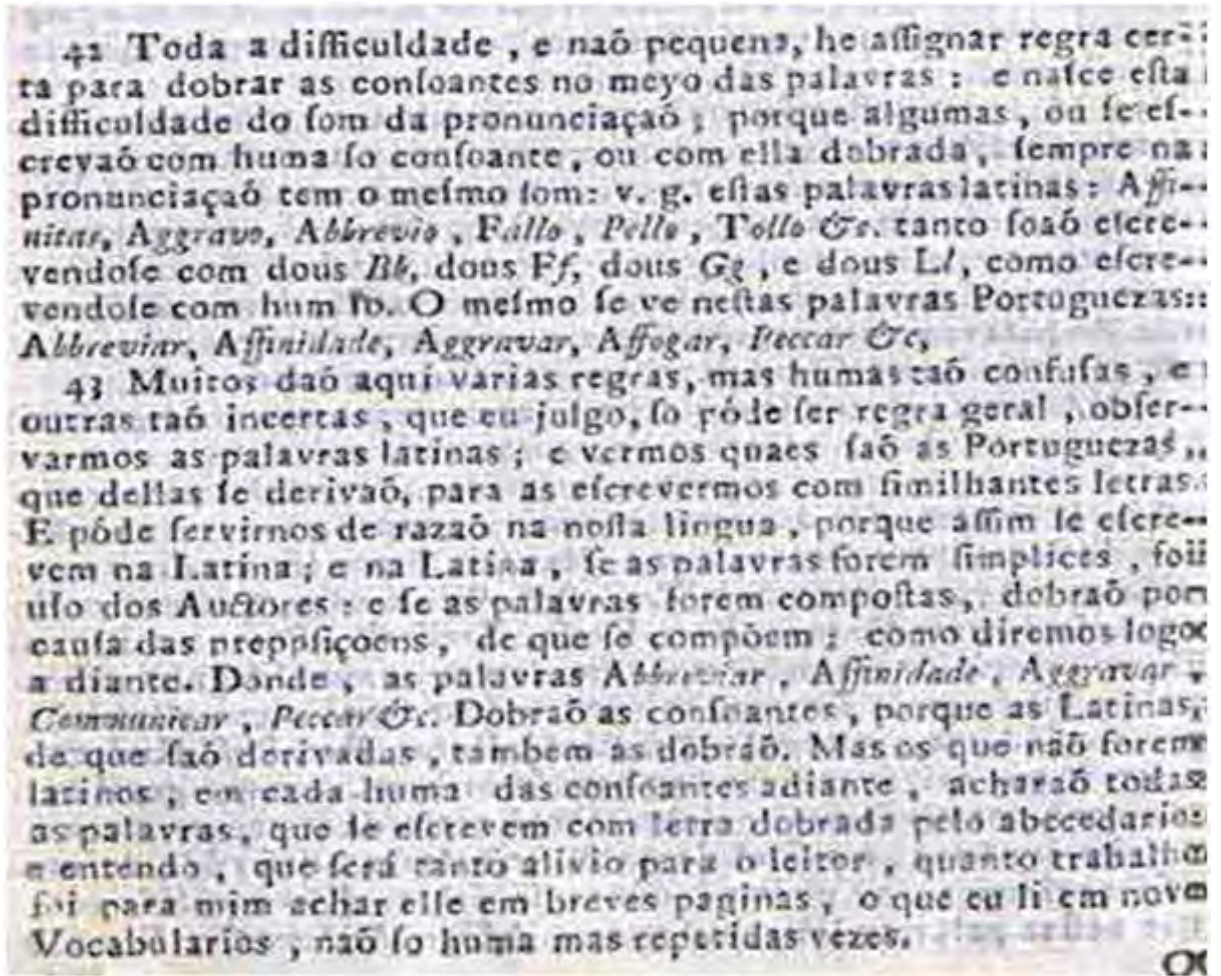 42 Toda a difficuldade , e naõ pequena, he aſſignar regra cer-
ta para dobrar as conſoantes no meyo das palavras : e naſce eſta
difficuldade do ſom da pronunciaçaõ ; porque algumas , ou ſe eſ-
crevaõ com huma ſo conſoante , ou com ella dobrada , ſempre na
pronunciaçaõ tem o meſmo ſom: v. g. eſtas palavras latinas: Affi-
nitas, Aggravo, Abbrevio , Fallo , Pello , Tollo &c. tanto ſoaõ eſcre-
vendoſe com dous Bb, dous Ff, dous Gg , e dous Ll, como eſcre-
vendoſe com hum ſo. O meſmo ſe ve neſtas palavras Portuguezas:
Abbreviar, Affinidade, Aggravar, Affogar, Peccar &c,
43 Muitos daõ aqui varias regras, mas humas taõ confuſas , e
outras taõ incertas , que eu julgo, ſo póde ſer regra geral , obſer-
varmos as palavras latinas ; e vermos quaes ſaõ as Portuguezas ,
que dellas ſe derivaõ, para as eſcrevermos com ſimilhantes letras.
E póde ſervirnos de razaõ na noſſa lingua , porque aſſim ſe eſcre-
vem na Latina ; e na Latina , ſe as palavras forem ſimplices , foi
uſo dos Auctores : e ſe as palavras forem compoſtas, dobraõ por
cauſa das prepoſiçoens , de que ſe compõem : como diremos logo
a diante. Donde , as palavras Abbreviar , Affinidade , Aggravar ,
Communicar , Peccar &c. Dobraõ as conſoantes , porque as Latinas,
de que ſaõ derivadas , tambem as dobraõ. Mas os que naõ forem
latinos , em cada huma das conſoantes adiante , acharaõ todas
as palavras, que ſe eſcrevem com letra dobrada pelo abecedario:
e entendo , que ſerá tanto alivio para o leitor , quanto trabalho
foi para mim achar eſſe em breves paginas , o que eu li em nove
Vocabularios , naõ ſo huma mas repetidas vezes.